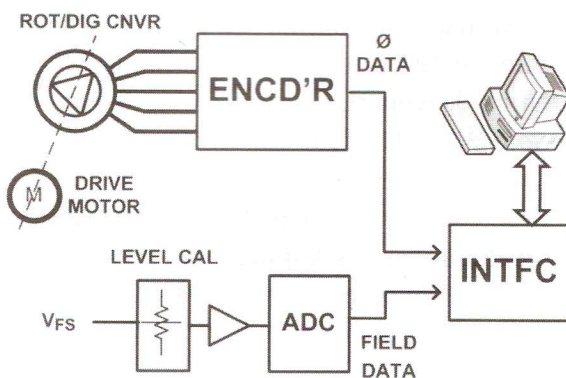 ROT/DIG CNVR
ENCD'R
Ø
DATA
M
DRIVE
MOTOR
LEVEL CAL
INTFC
VFS
ADC
FIELD
DATA